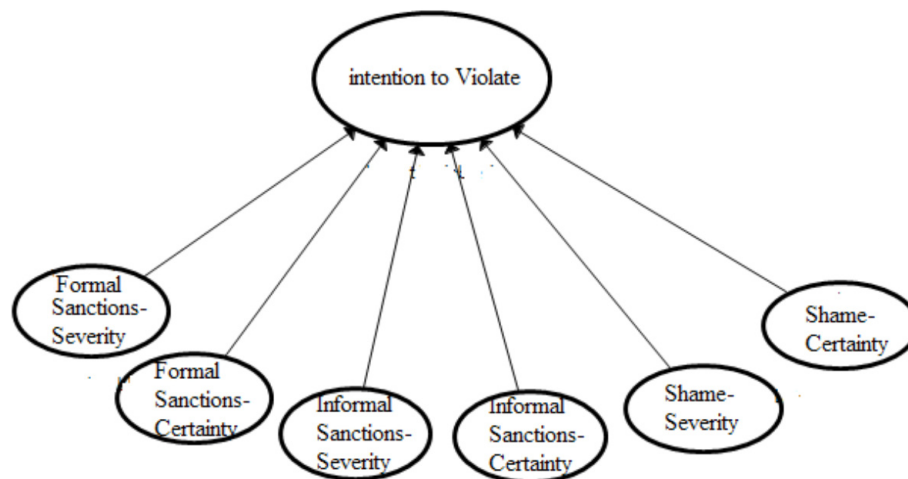 intention to Violate
Formal
Sanctions-
Severity
Formal
Sanctions-
Certainty
Informal
Sanctions-
Severity
Informal
Sanctions-
Certainty
Shame-
Severity
Shame-
Certainty